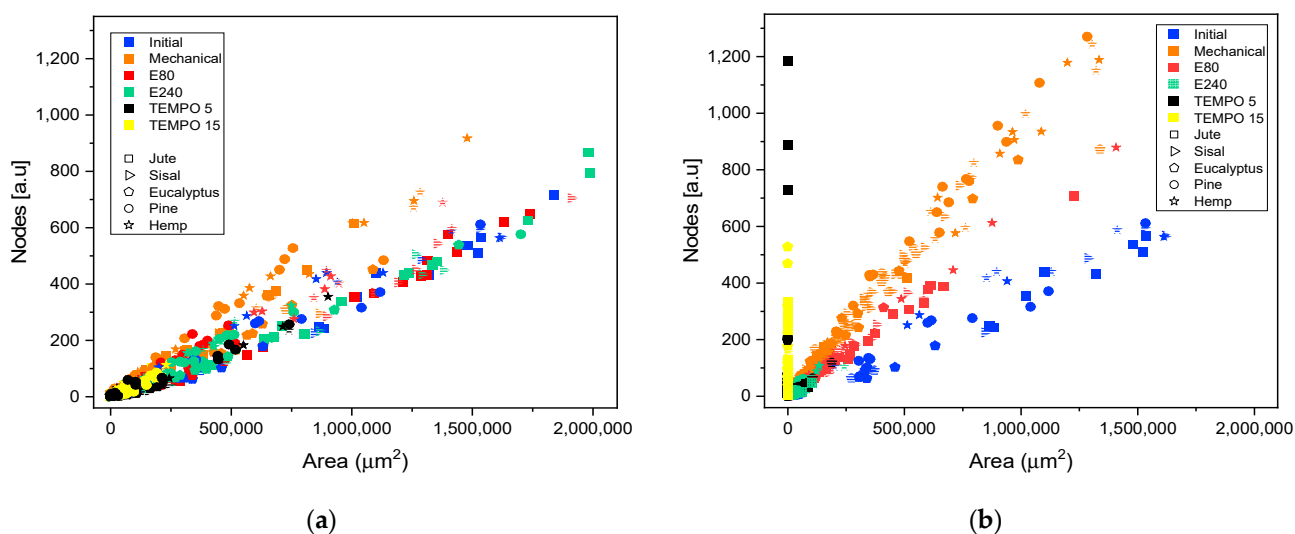 1,200
1,000
800
600
400
200
0
Nodes [a.u]
Initial
Mechanical
E80
E240
TEMPO 5
TEMPO 15
Jute
Sisal
Eucalyptus
Pine
Hemp
0
500,000
1,000,000
1,500,000
2,000,000
Area (μm²)
(a)
1,200
1,000
800
600
400
200
0
Nodes [a.u]
Initial
Mechanical
E80
E240
TEMPO 5
TEMPO 15
Jute
Sisal
Eucalyptus
Pine
Hemp
0
500,000
1,000,000
1,500,000
2,000,000
Area (μm²)
(b)